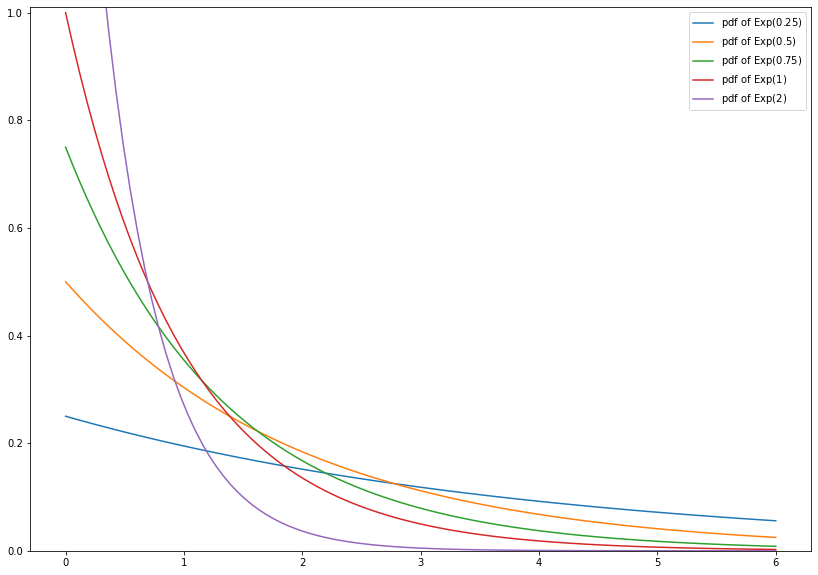 1.0
0.8
0.6
0.4
0.2
0.0
pdf of Exp(0.25)
pdf of Exp(0.5)
pdf of Exp(0.75)
pdf of Exp(1)
pdf of Exp(2)
0 1 2 3 4 5 6